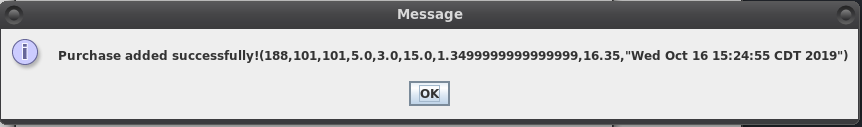 Message
Purchase added successfully!(188,101,101,5.0,3.0,15.0,1.3499999999999999,16.35,"Wed Oct 16 15:24:55 CDT 2019")
OK